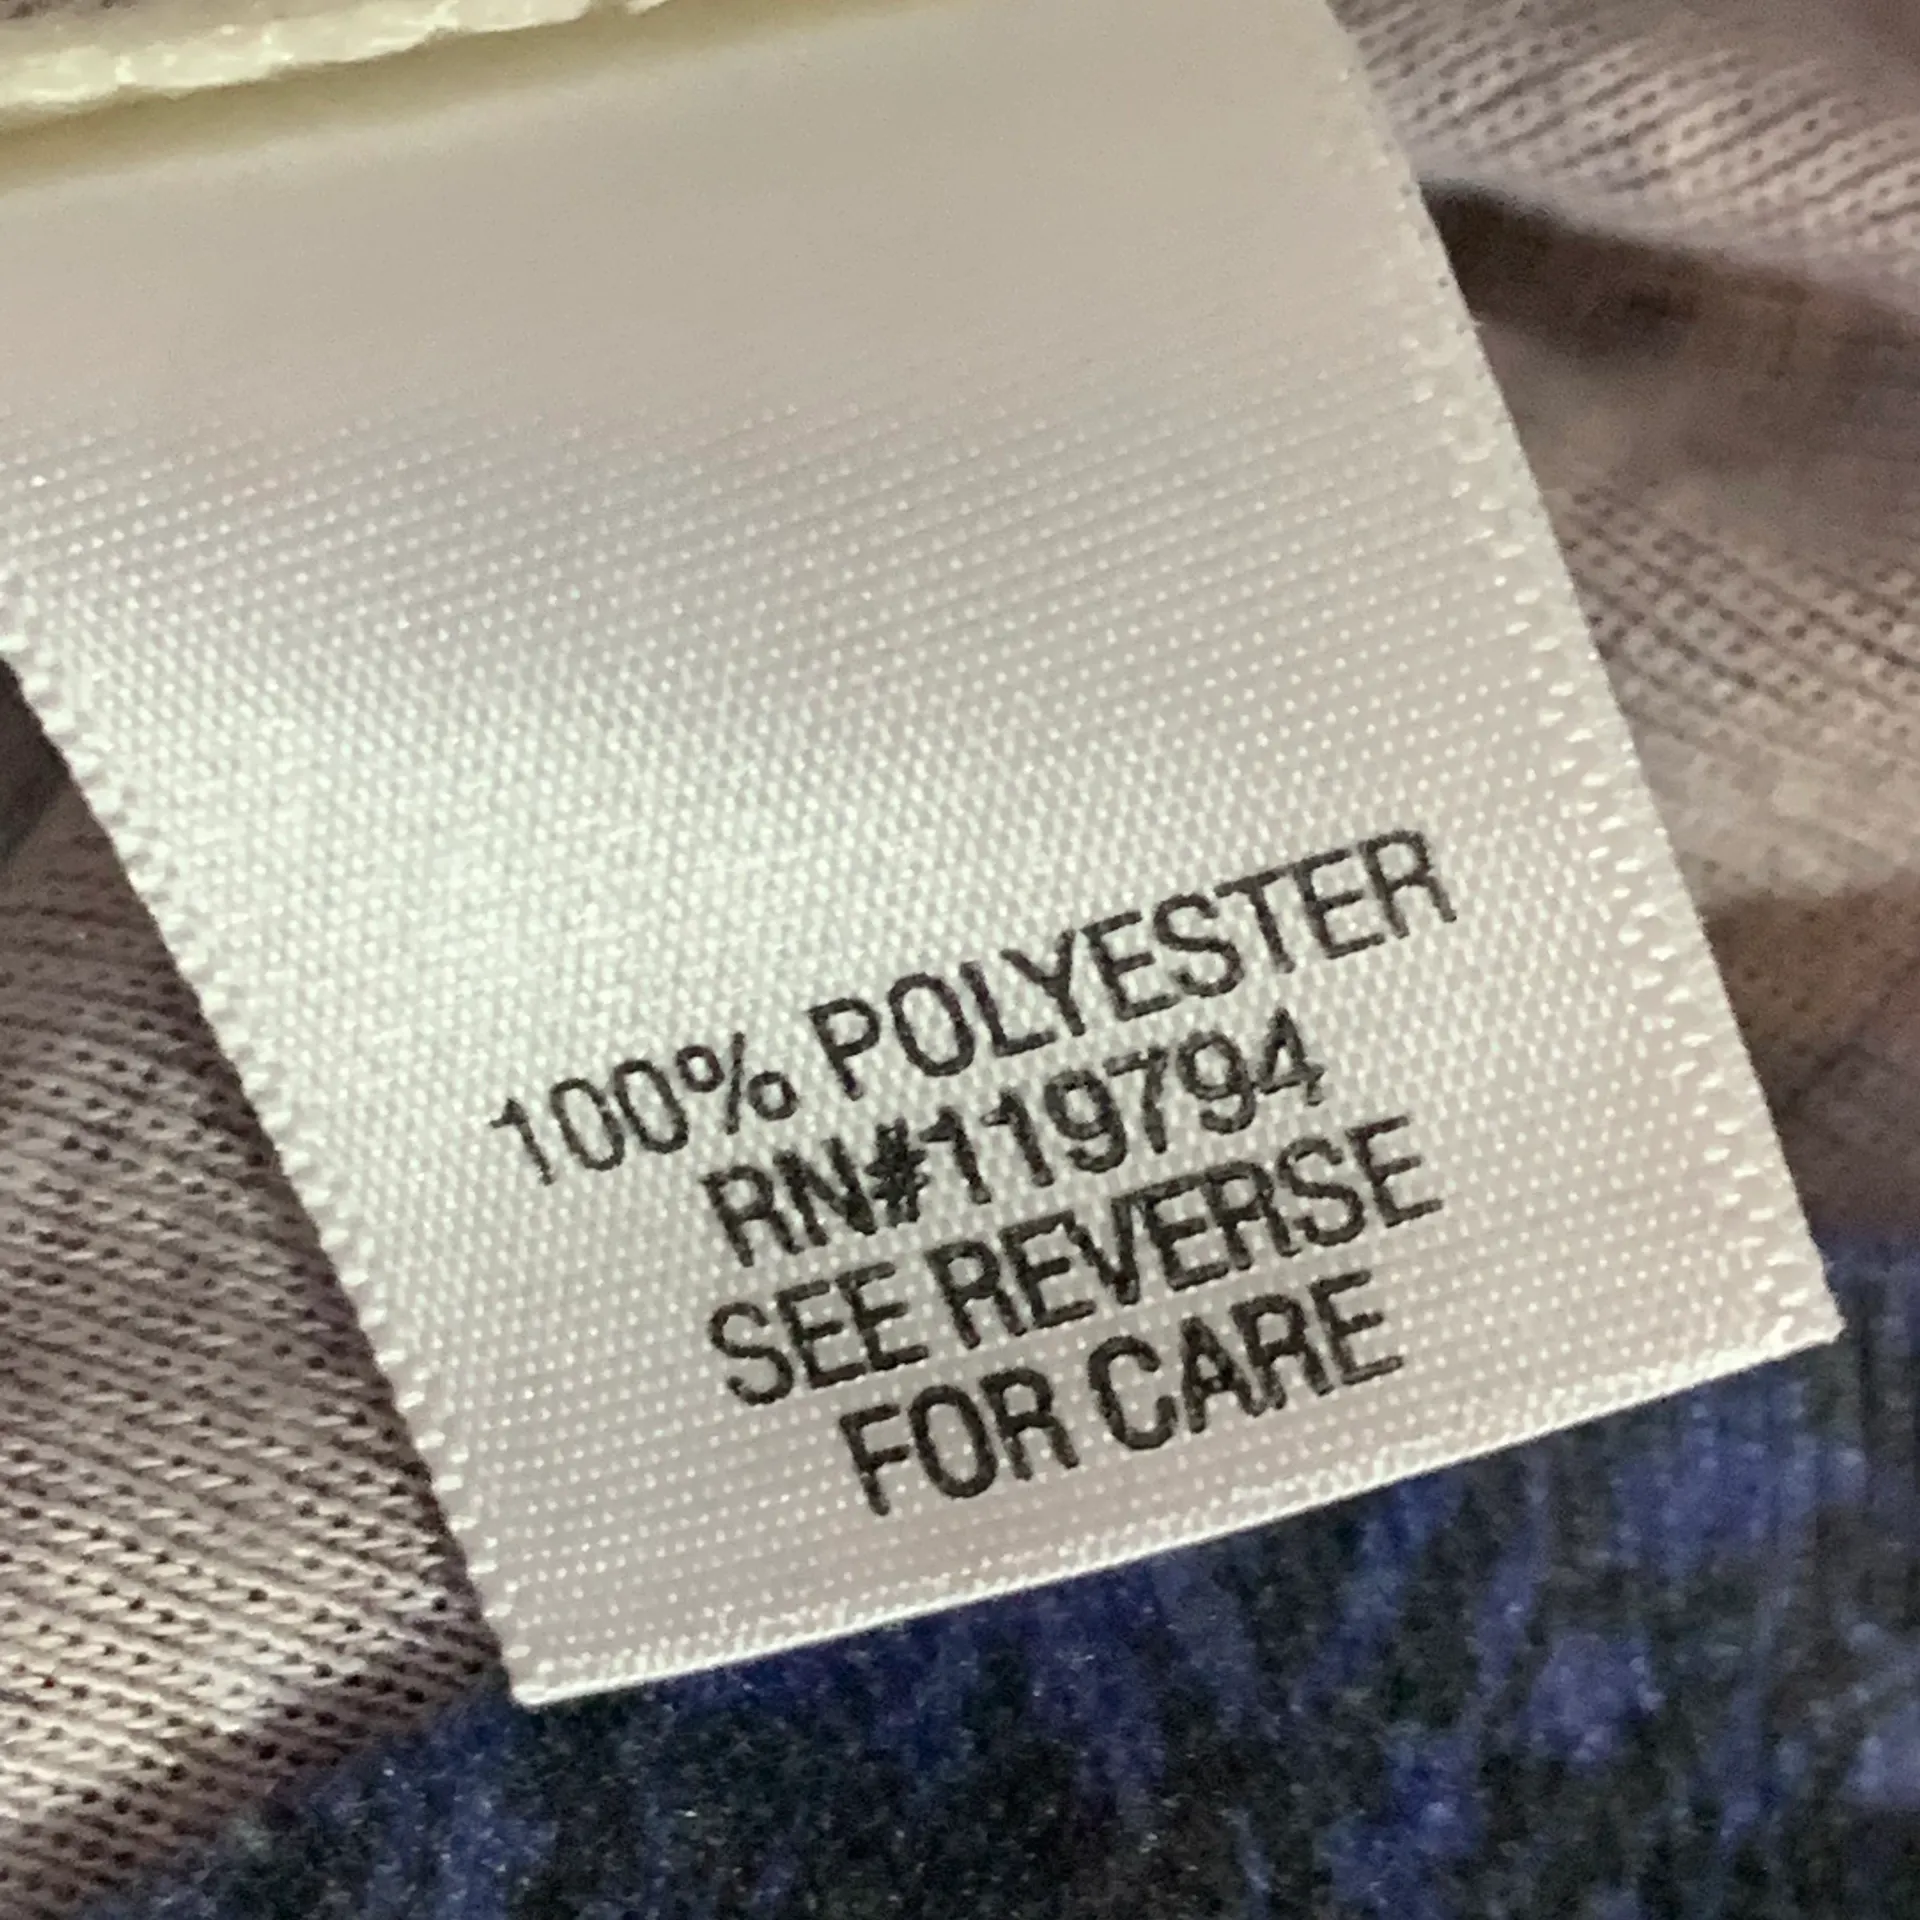 100% POLYESTER
RN#119794
SEE REVERSE
FOR CARE